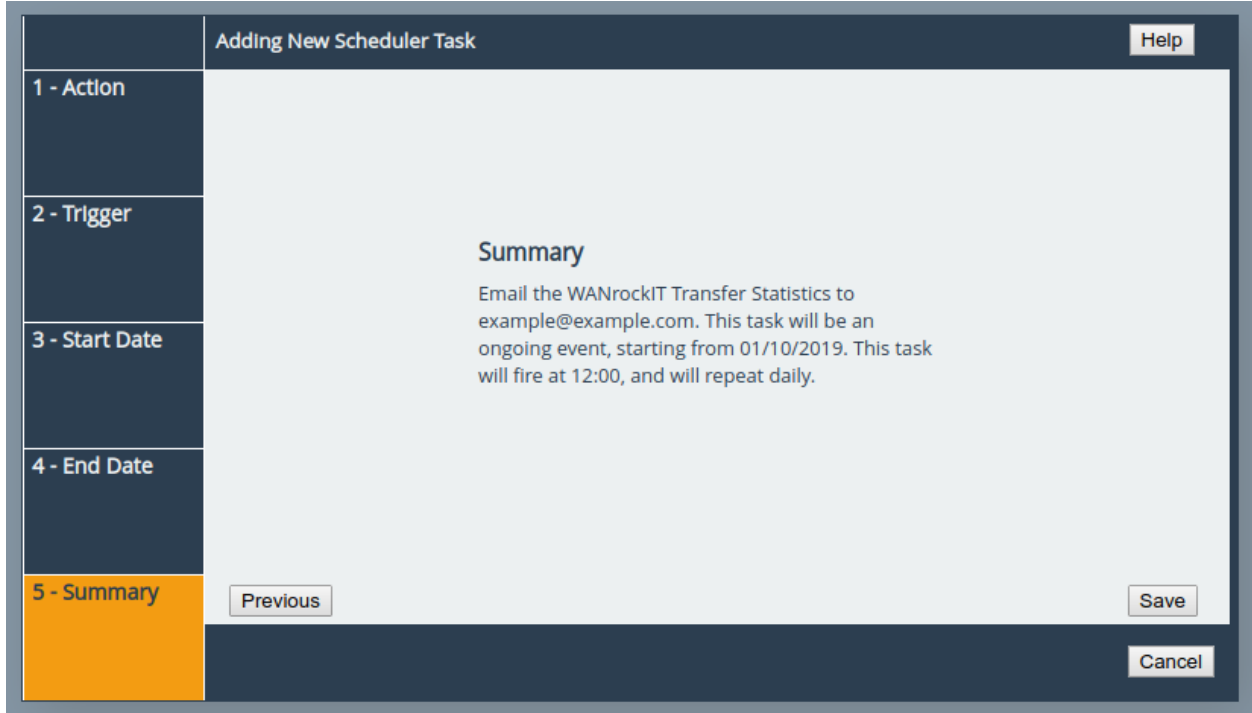 Adding New Scheduler Task
Help
1 - Action
2 - Trigger
3 - Start Date
4 - End Date
5 - Summary
Summary
Email the WANrockIT Transfer Statistics to
example@example.com. This task will be an
ongoing event, starting from 01/10/2019. This task
will fire at 12:00, and will repeat daily.
Previous
Save
Cancel